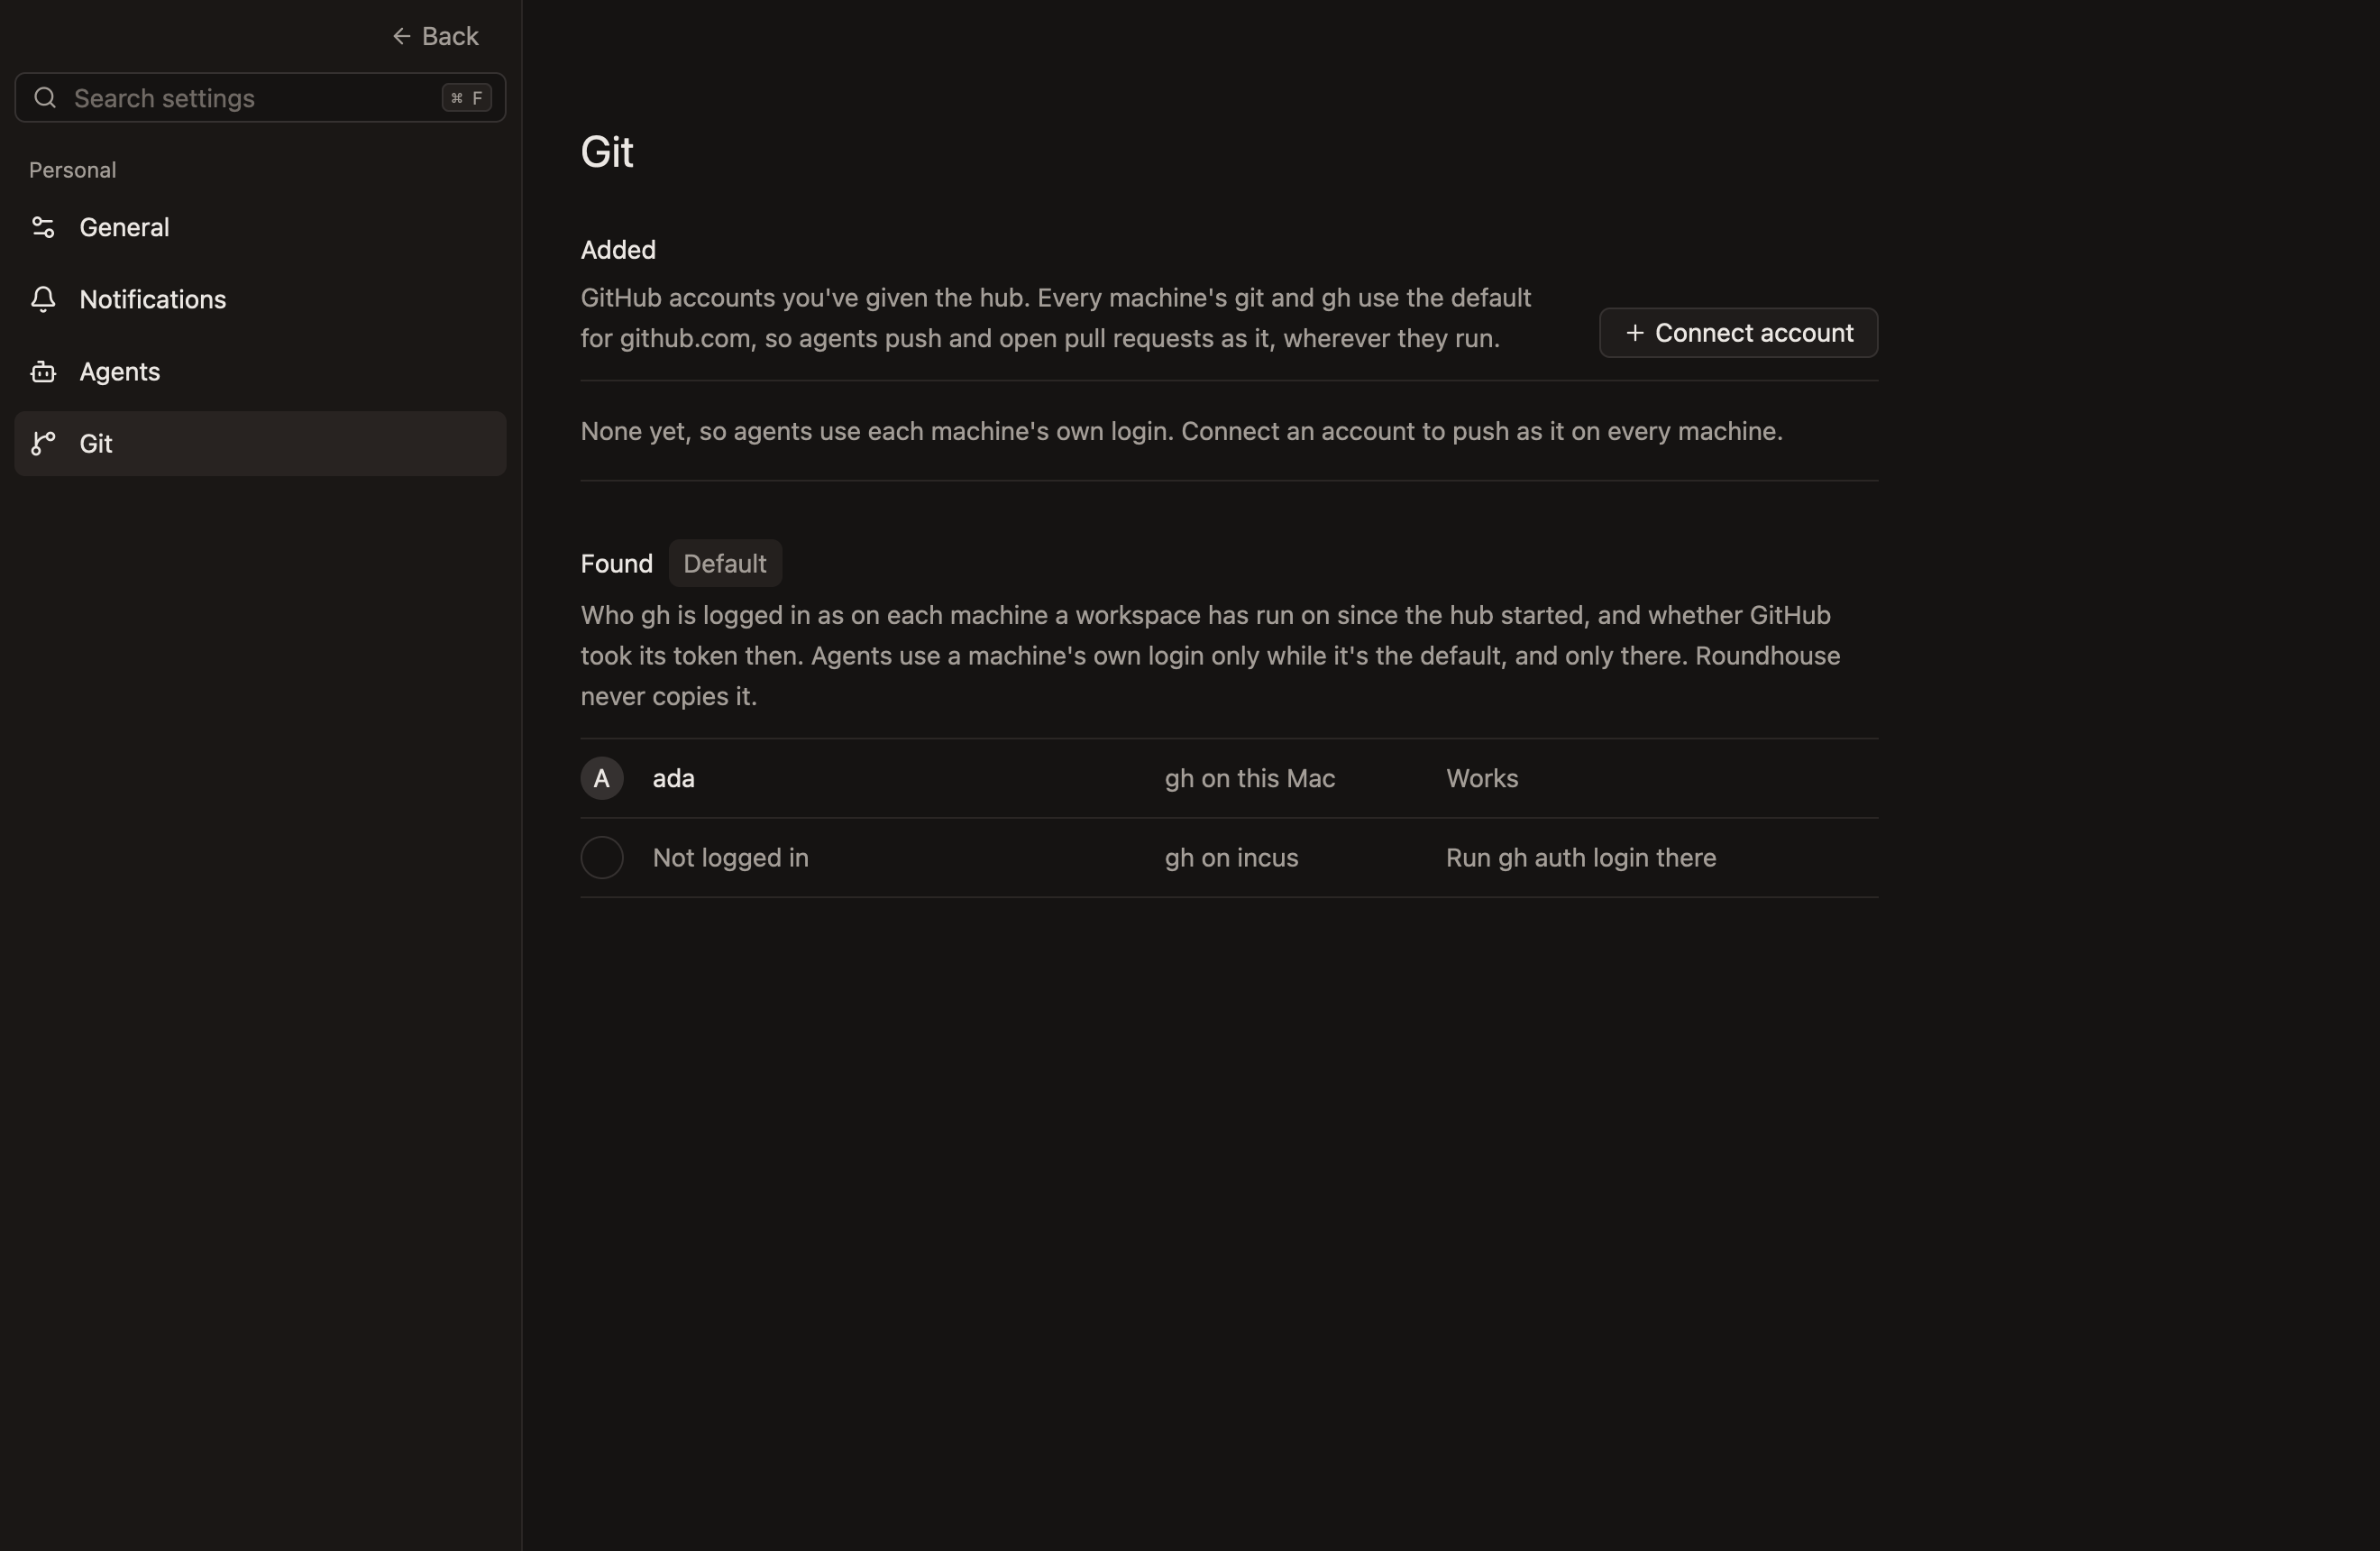 Back
Search settings
⌘ F
Personal
General
Notifications
Agents
Git
Git
Added
GitHub accounts you've given the hub. Every machine's git and gh use the default
for github.com, so agents push and open pull requests as it, wherever they run.
Connect account
None yet, so agents use each machine's own login. Connect an account to push as it on every machine.
Found Default
Who gh is logged in as on each machine a workspace has run on since the hub started, and whether GitHub
took its token then. Agents use a machine's own login only while it's the default, and only there. Roundhouse
never copies it.
A ada gh on this Mac Works
Not logged in gh on incus Run gh auth login there